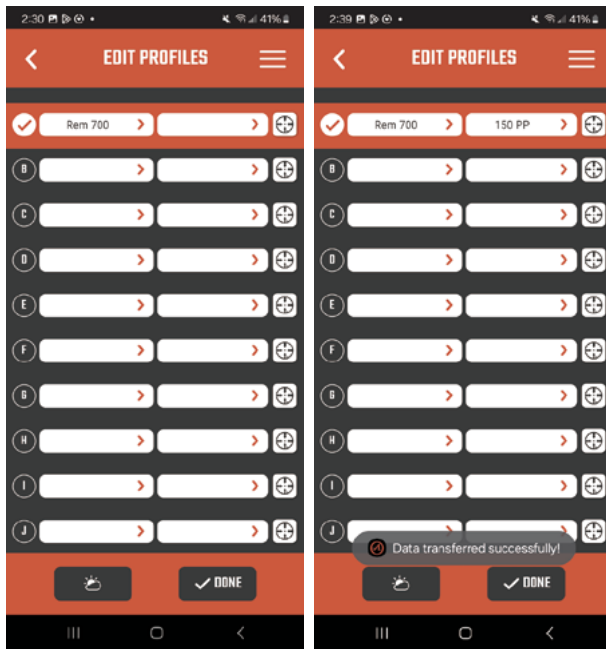 2:30
41%
EDIT PROFILES
Rem 700
B
C
D
E
F
G
H
I
J
DONE
2:39
41%
EDIT PROFILES
Rem 700 150 PP
B
C
D
E
F
G
H
I
J
Data transferred successfully!
DONE